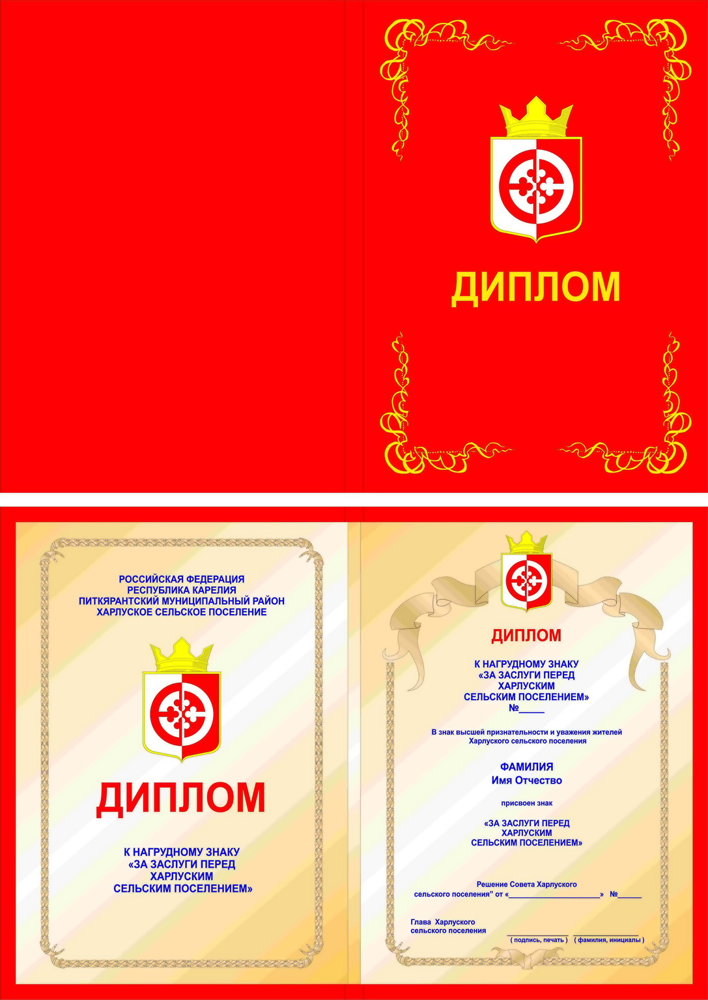 ДИПЛОМ
РОССИЙСКАЯ ФЕДЕРАЦИЯ
РЕСПУБЛИКА КАРЕЛИЯ
ПИТКЯРАНТСКИЙ МУНИЦИПАЛЬНЫЙ РАЙОН
ХАРЛУСКОЕ СЕЛЬСКОЕ ПОСЕЛЕНИЕ
ДИПЛОМ
К НАГРУДНОМУ ЗНАКУ
«ЗА ЗАСЛУГИ ПЕРЕД
ХАРЛУСКИМ
СЕЛЬСКИМ ПОСЕЛЕНИЕМ»
ДИПЛОМ
К НАГРУДНОМУ ЗНАКУ
«ЗА ЗАСЛУГИ ПЕРЕД
ХАРЛУСКИМ
СЕЛЬСКИМ ПОСЕЛЕНИЕМ»
№_____
В знак высшей признательности и уважения жителей
Харлуского сельского поселения
ФАМИЛИЯ
Имя Отчество
присвоен знак
«ЗА ЗАСЛУГИ ПЕРЕД
ХАРЛУСКИМ
СЕЛЬСКИМ ПОСЕЛЕНИЕМ»
Решение Совета Харлуского
сельского поселения" от «_______________________» №______
Глава Харлуского
сельского поселения ________________ _________________
( подпись, печать ) ( фамилия, инициалы )